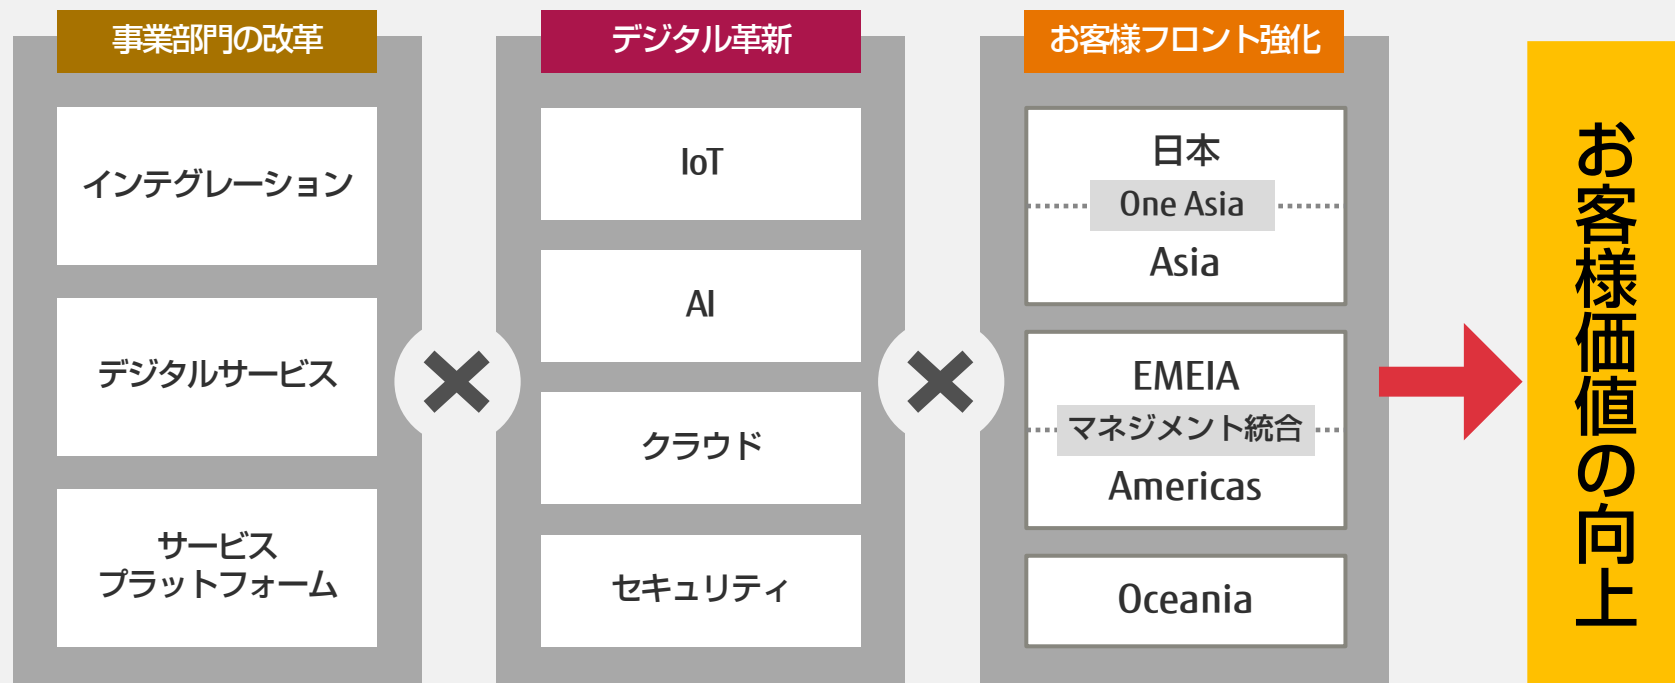 事業部門の改革
インテグレーション
デジタルサービス
サービス
プラットフォーム
デジタル革新
IoT
AI
クラウド
セキュリティ
お客様フロント強化
日本
One Asia
Asia
EMEIA
マネジメント統合
Americas
Oceania
お客様価値の向上